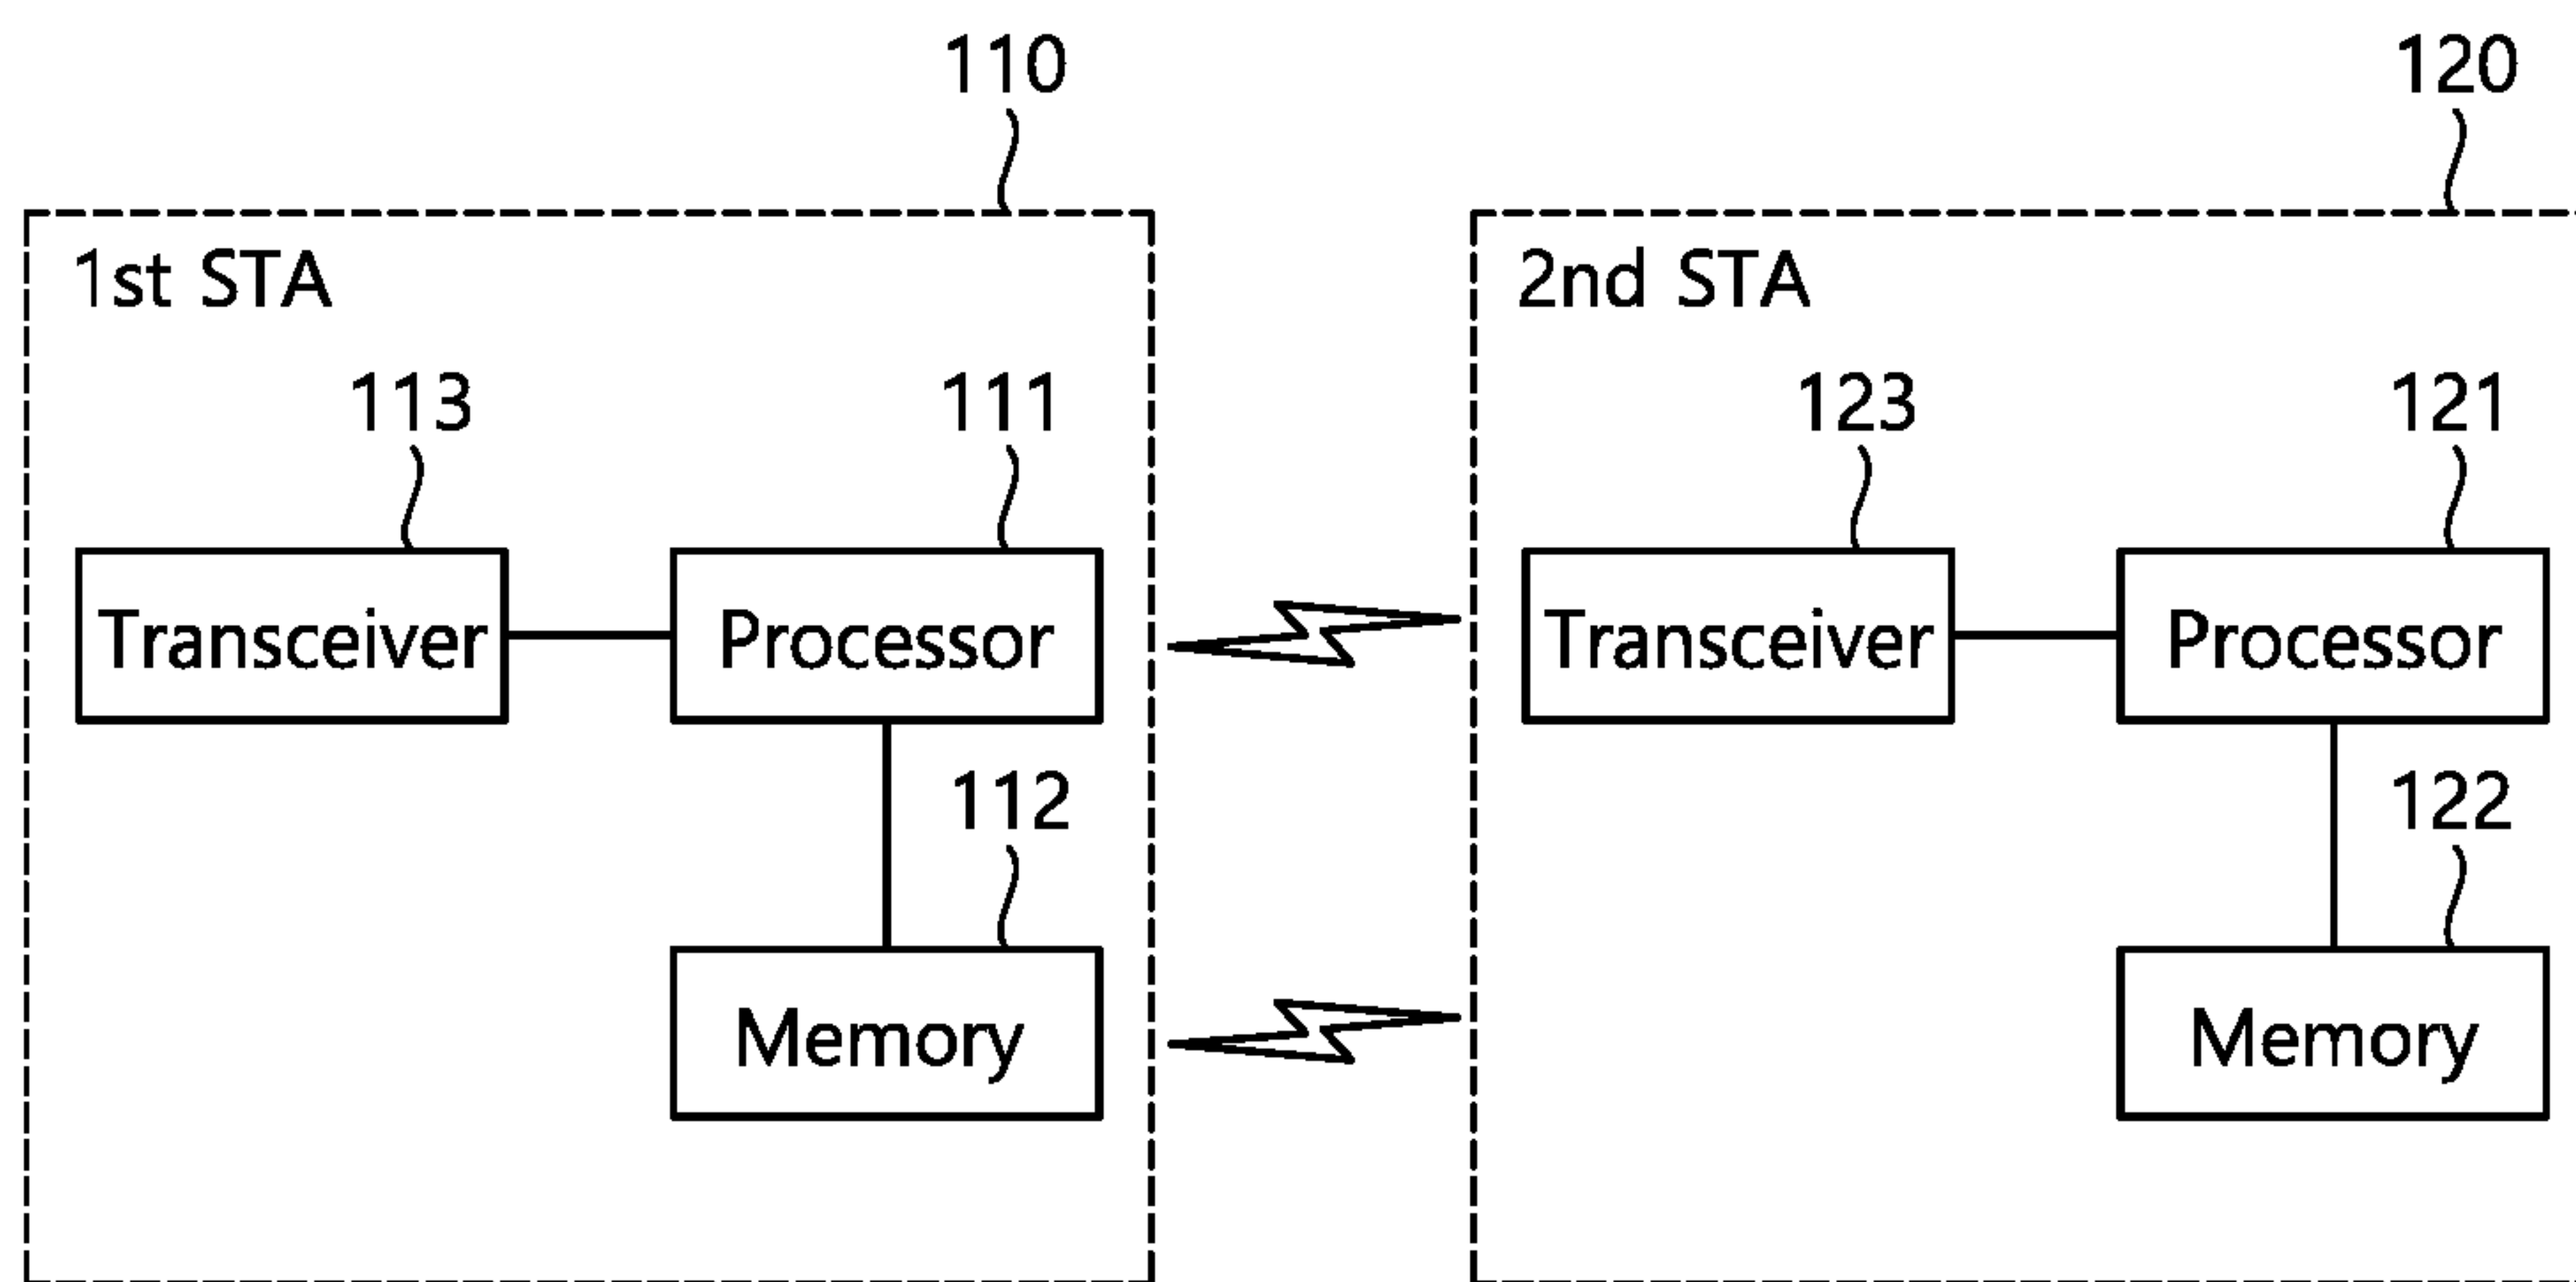 110 120
1st STA 2nd STA
113 111 123 121
Transceiver Processor Transceiver Processor
112 122
Memory Memory